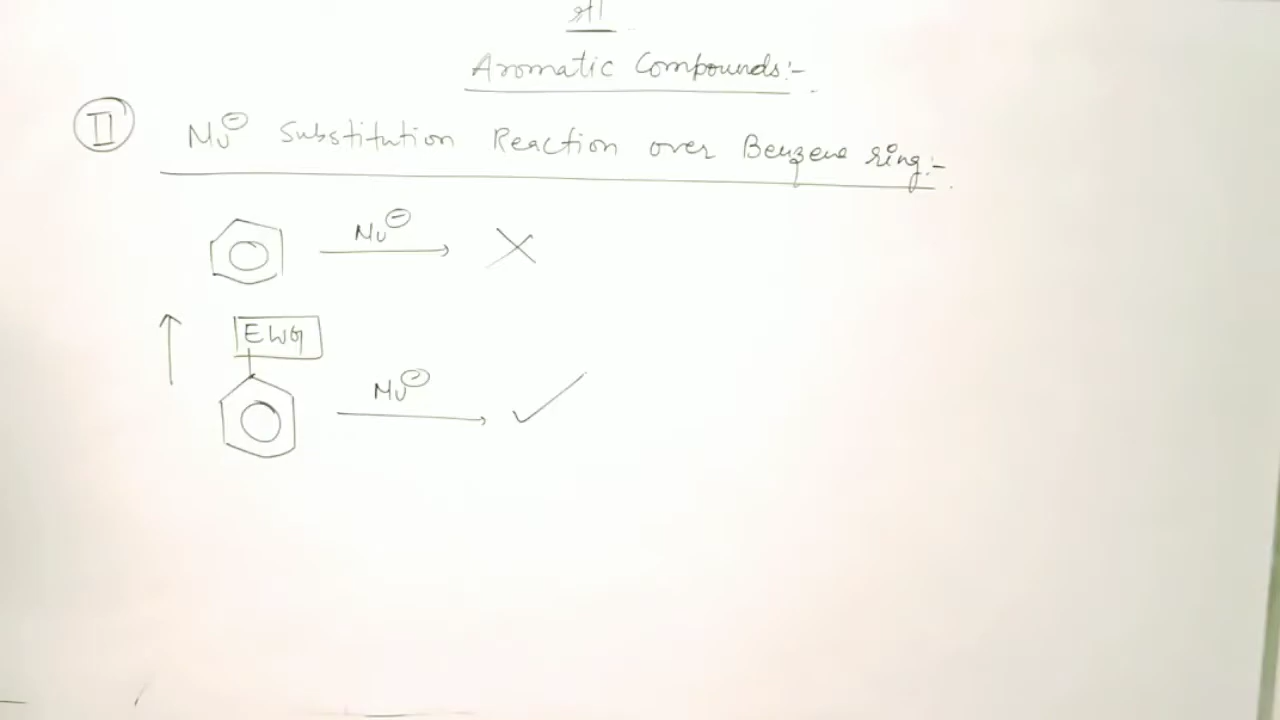 श्री
Aromatic Compounds:-
II Nu⊖ Substitution Reaction over Benzene ring:-
Nu⊖
EWG
Nu⊖